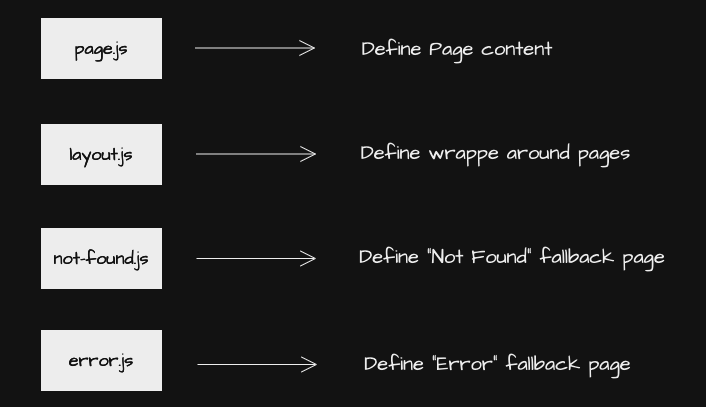 page.js
Define Page content
layout.js
Define wrappe around pages
not-found.js
Define "Not Found" fallback page
error.js
Define "Error" fallback page